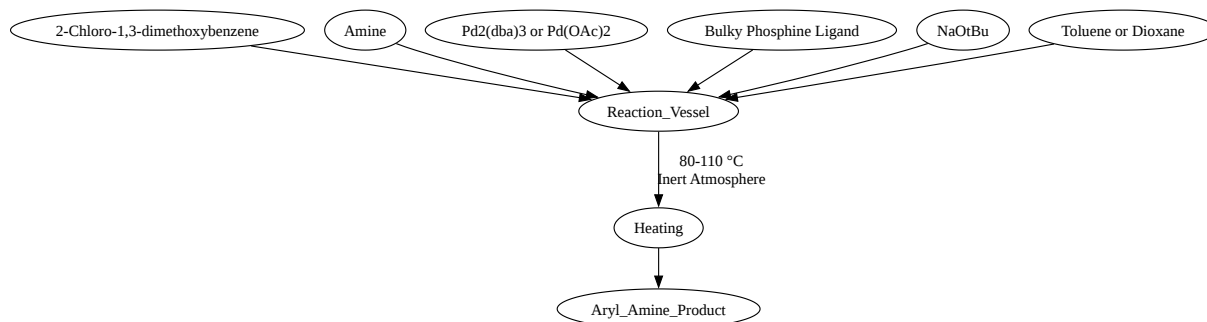 2-Chloro-1,3-dimethoxybenzene
Amine
Pd2(dba)3 or Pd(OAc)2
Bulky Phosphine Ligand
NaOtBu
Toluene or Dioxane
Reaction_Vessel
80-110 °C
Inert Atmosphere
Heating
Aryl_Amine_Product